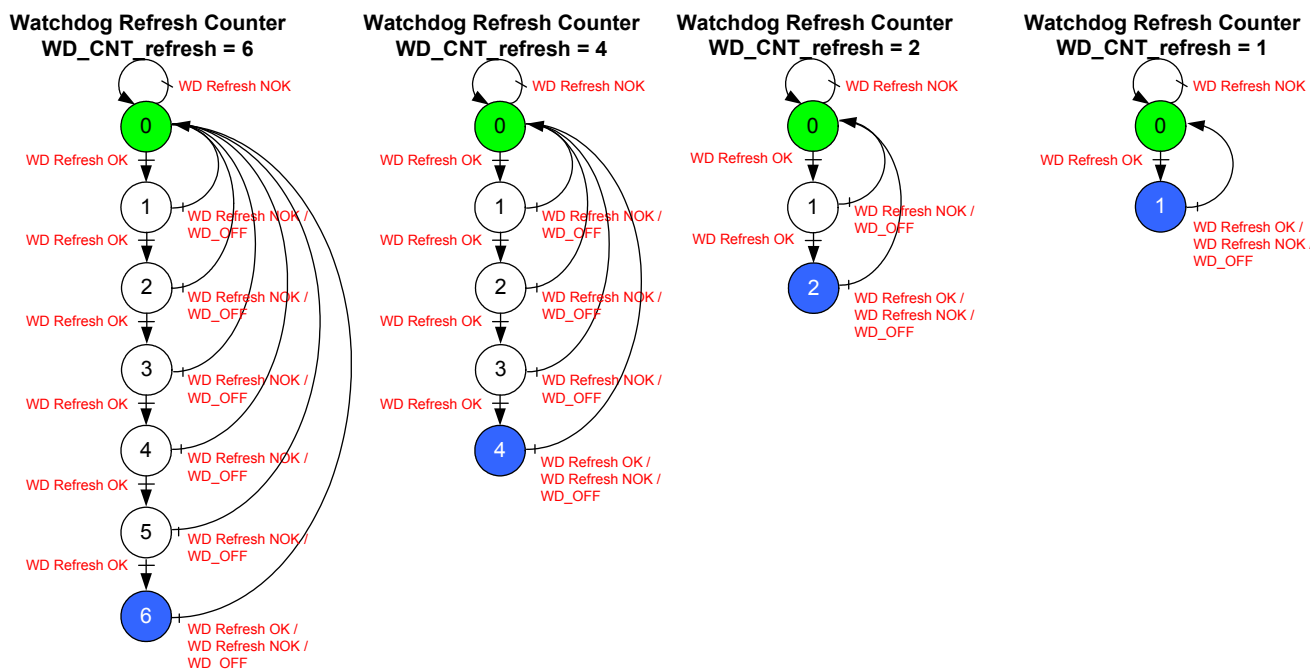 Watchdog Refresh Counter
WD_CNT_refresh = 6
WD Refresh NOK
0
WD Refresh OK
1
WD Refresh NOK /
WD_OFF
WD Refresh OK
2
WD Refresh NOK /
WD_OFF
WD Refresh OK
3
WD Refresh NOK /
WD_OFF
WD Refresh OK
4
WD Refresh NOK /
WD_OFF
WD Refresh OK
5
WD Refresh NOK /
WD_OFF
WD Refresh OK
6
WD Refresh OK /
WD Refresh NOK /
WD_OFF
Watchdog Refresh Counter
WD_CNT_refresh = 4
WD Refresh NOK
0
WD Refresh OK
1
WD Refresh NOK /
WD_OFF
WD Refresh OK
2
WD Refresh NOK /
WD_OFF
WD Refresh OK
3
WD Refresh NOK /
WD_OFF
WD Refresh OK
4
WD Refresh OK /
WD Refresh NOK /
WD_OFF
Watchdog Refresh Counter
WD_CNT_refresh = 2
WD Refresh NOK
0
WD Refresh OK
1
WD Refresh NOK /
WD_OFF
WD Refresh OK
2
WD Refresh OK /
WD Refresh NOK /
WD_OFF
Watchdog Refresh Counter
WD_CNT_refresh = 1
WD Refresh NOK
0
WD Refresh OK
1
WD Refresh OK /
WD Refresh NOK /
WD_OFF